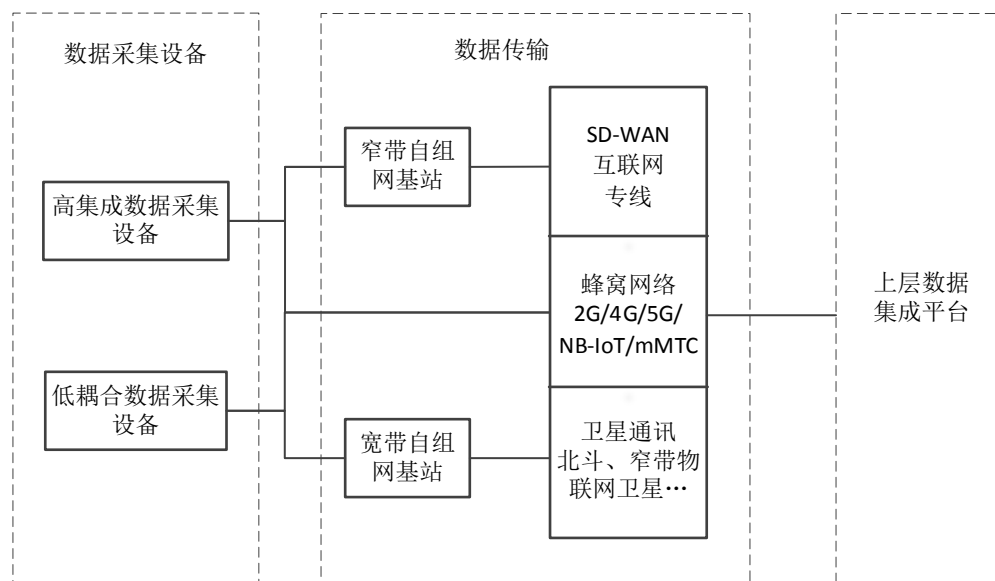 数据采集设备
高集成数据采集
设备
低耦合数据采集
设备
数据传输
窄带自组
网基站
宽带自组
网基站
SD-WAN
互联网
专线
蜂窝网络
2G/4G/5G/
NB-IoT/mMTC
卫星通讯
北斗、窄带物
联网卫星…
上层数据
集成平台